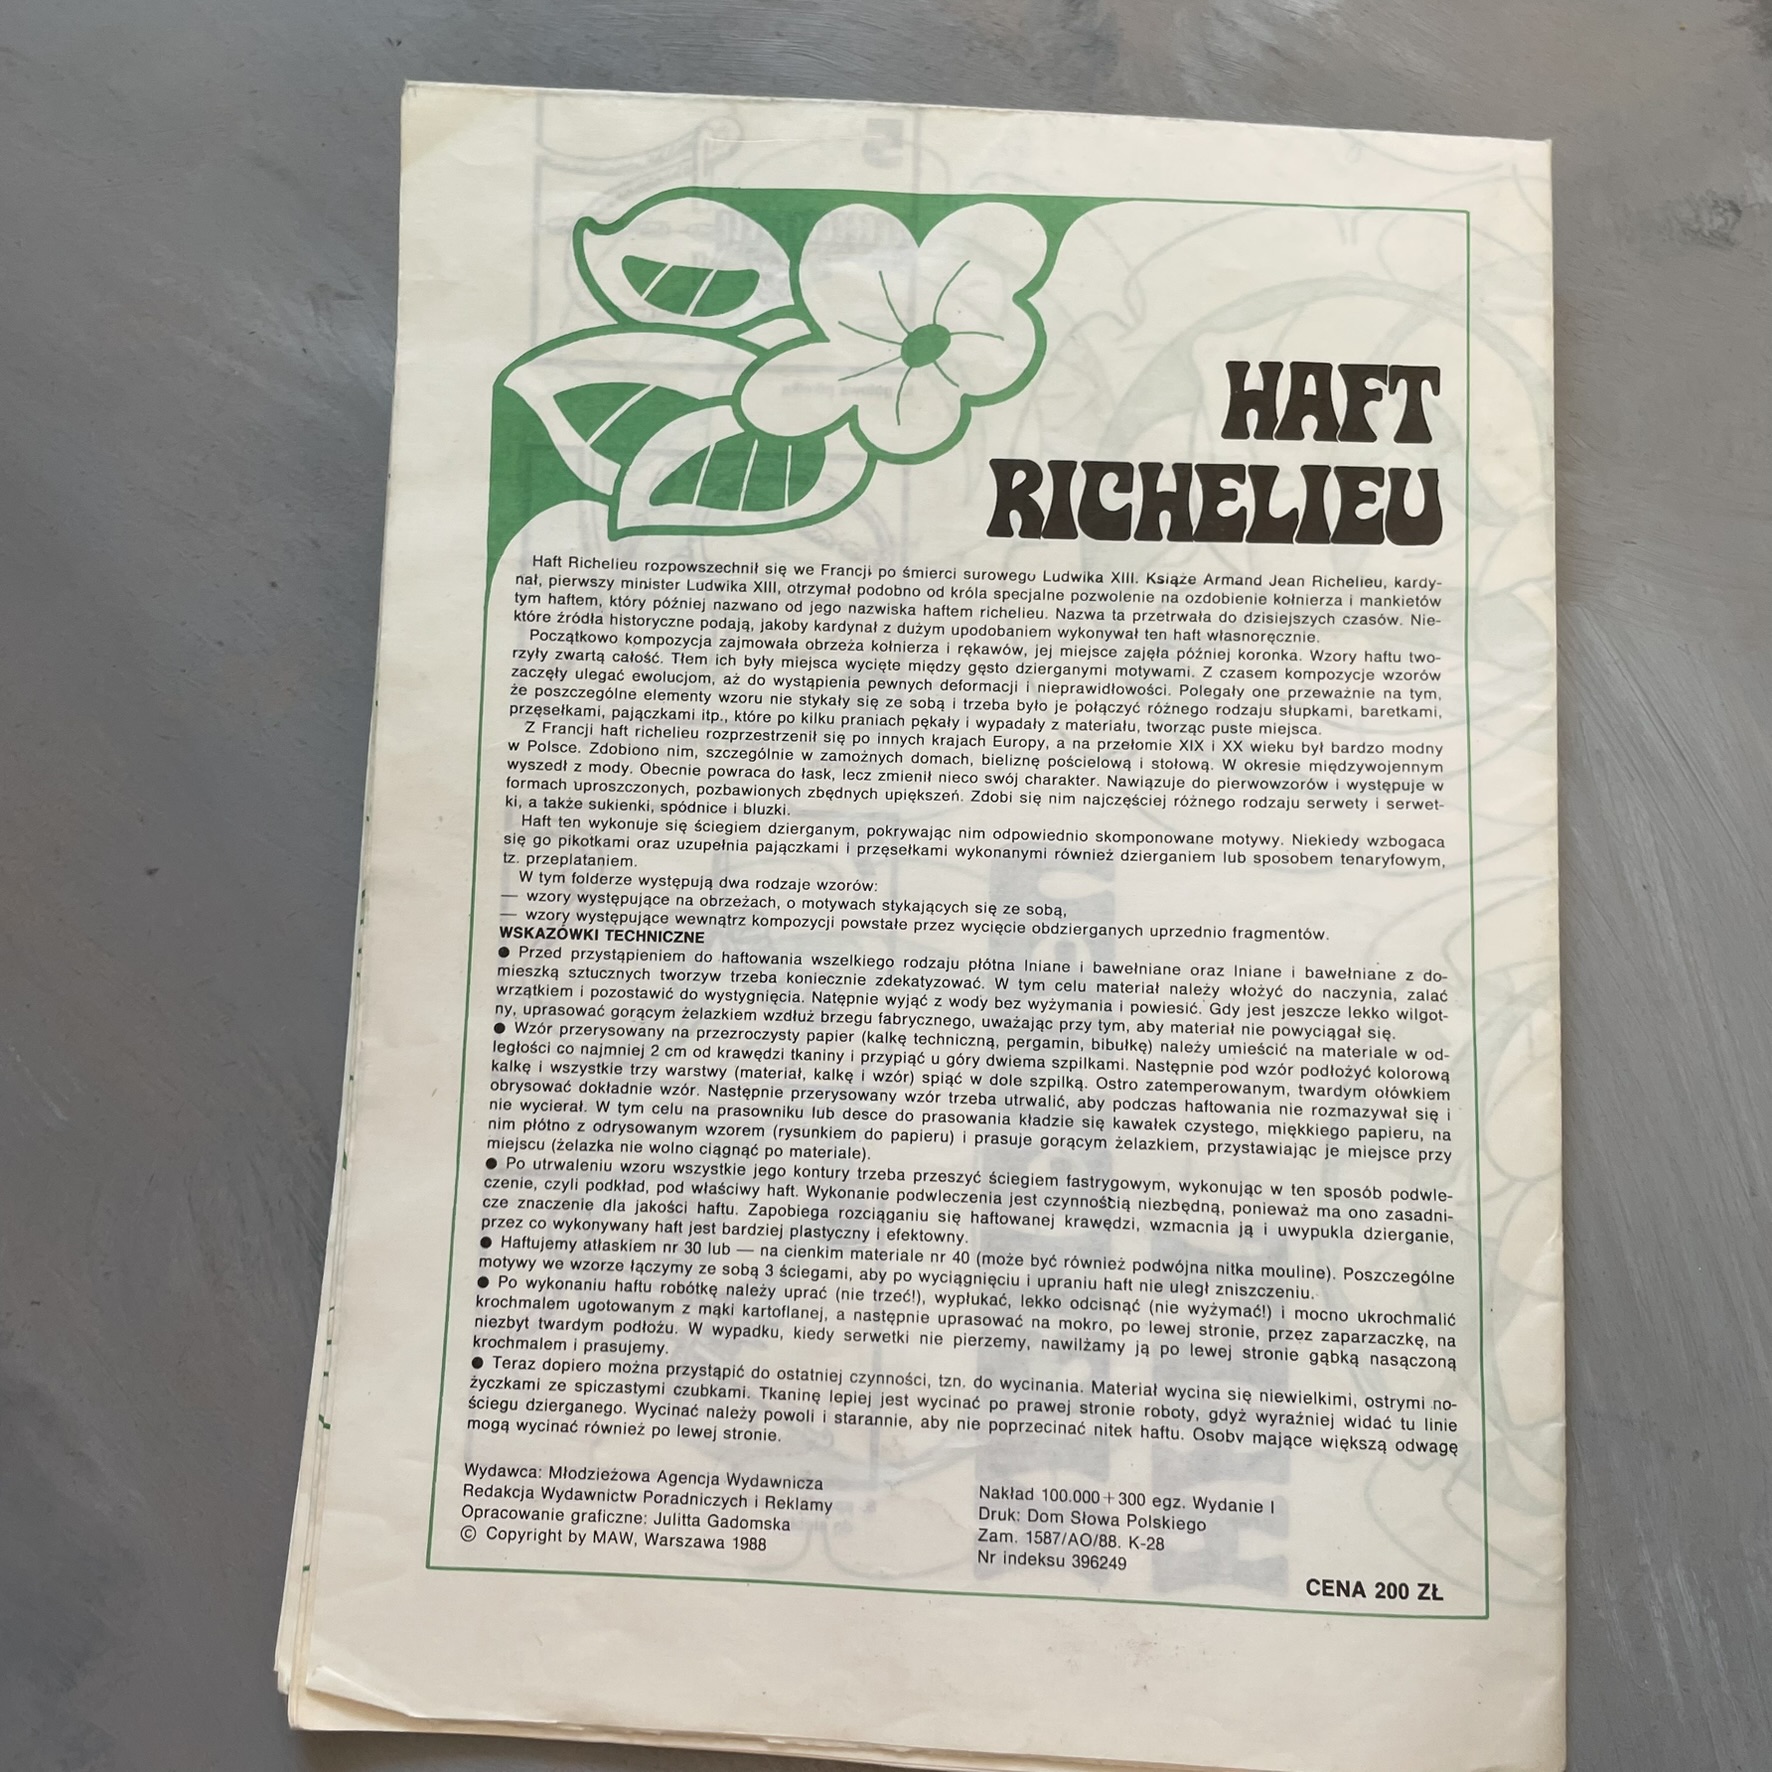 HAFT
RICHELIEU
Haft Richelieu rozpowszechnił się we Francji po śmierci surowego Ludwika XIII. Książe Armand Jean Richelieu, kardy-
nał, pierwszy minister Ludwika XIII, otrzymał podobno od króla specjalne pozwolenie na ozdobienie kołnierza i mankietów
tym haftem, który później nazwano od jego nazwiska haftem richelieu. Nazwa ta przetrwała do dzisiejszych czasów. Nie-
które źródła historyczne podają, jakoby kardynał z dużym upodobaniem wykonywał ten haft własnoręcznie.
Początkowo kompozycja zajmowała obrzeża kołnierza i rękawów, jej miejsce zajęła później koronka. Wzory haftu two-
rzyły zwartą całość. Tłem ich były miejsca wycięte między gęsto dzierganymi motywami. Z czasem kompozycje wzorów
zaczęły ulegać ewolucjom, aż do wystąpienia pewnych deformacji i nieprawidłowości. Polegały one przeważnie na tym,
że poszczególne elementy wzoru nie stykały się ze sobą i trzeba było je połączyć różnego rodzaju słupkami, baretkami,
przęsełkami, pajączkami itp., które po kilku praniach pękały i wypadały z materiału, tworząc puste miejsca.
Z Francji haft richelieu rozprzestrzenił się po innych krajach Europy, a na przełomie XIX i XX wieku był bardzo modny
w Polsce. Zdobiono nim, szczególnie w zamożnych domach, bieliznę pościelową i stołową. W okresie międzywojennym
wyszedł z mody. Obecnie powraca do łask, lecz zmienił nieco swój charakter. Nawiązuje do pierwowzorów i występuje w
formach uproszczonych, pozbawionych zbędnych upiększeń. Zdobi się nim najczęściej różnego rodzaju serwety i serwet-
ki, a także sukienki, spódnice i bluzki.
Haft ten wykonuje się ściegiem dzierganym, pokrywając nim odpowiednio skomponowane motywy. Niekiedy wzbogaca
się go pikotkami oraz uzupełnia pajączkami i przęsełkami wykonanymi również dzierganiem lub sposobem tenaryfowym,
tz. przeplataniem.
W tym folderze występują dwa rodzaje wzorów:
— wzory występujące na obrzeżach, o motywach stykających się ze sobą,
— wzory występujące wewnątrz kompozycji powstałe przez wycięcie obdzierganych uprzednio fragmentów.
WSKAZÓWKI TECHNICZNE
● Przed przystąpieniem do haftowania wszelkiego rodzaju płótna lniane i bawełniane oraz lniane i bawełniane z do-
mieszką sztucznych tworzyw trzeba koniecznie zdekatyzować. W tym celu materiał należy włożyć do naczynia, zalać
wrzątkiem i pozostawić do wystygnięcia. Natępnie wyjąć z wody bez wyżymania i powiesić. Gdy jest jeszcze lekko wilgot-
ny, uprasować gorącym żelazkiem wzdłuż brzegu fabrycznego, uważając przy tym, aby materiał nie powyciągał się.
● Wzór przerysowany na przezroczysty papier (kalkę techniczną, pergamin, bibułkę) należy umieścić na materiale w od-
ległości co najmniej 2 cm od krawędzi tkaniny i przypiąć u góry dwiema szpilkami. Następnie pod wzór podłożyć kolorową
kalkę i wszystkie trzy warstwy (materiał, kalkę i wzór) spiąć w dole szpilką. Ostro zatemperowanym, twardym ołówkiem
obrysować dokładnie wzór. Następnie przerysowany wzór trzeba utrwalić, aby podczas haftowania nie rozmazywał się i
nie wycierał. W tym celu na prasowniku lub desce do prasowania kładzie się kawałek czystego, miękkiego papieru, na
nim płótno z odrysowanym wzorem (rysunkiem do papieru) i prasuje gorącym żelazkiem, przystawiając je miejsce przy
miejscu (żelazka nie wolno ciągnąć po materiale).
● Po utrwaleniu wzoru wszystkie jego kontury trzeba przeszyć ściegiem fastrygowym, wykonując w ten sposób podwle-
czenie, czyli podkład, pod właściwy haft. Wykonanie podwleczenia jest czynnością niezbędną, ponieważ ma ono zasadni-
cze znaczenie dla jakości haftu. Zapobiega rozciąganiu się haftowanej krawędzi, wzmacnia ją i uwypukla dzierganie,
przez co wykonywany haft jest bardziej plastyczny i efektowny.
● Haftujemy atłaskiem nr 30 lub — na cienkim materiale nr 40 (może być również podwójna nitka mouline). Poszczególne
motywy we wzorze łączymy ze sobą 3 ściegami, aby po wyciągnięciu i upraniu haft nie uległ zniszczeniu.
● Po wykonaniu haftu robótkę należy uprać (nie trzeć!), wypłukać, lekko odcisnąć (nie wyżymać!) i mocno ukrochmalić
krochmalem ugotowanym z mąki kartoflanej, a następnie uprasować na mokro, po lewej stronie, przez zaparzaczkę, na
niezbyt twardym podłożu. W wypadku, kiedy serwetki nie pierzemy, nawilżamy ją po lewej stronie gąbką nasączoną
krochmalem i prasujemy.
● Teraz dopiero można przystąpić do ostatniej czynności, tzn. do wycinania. Materiał wycina się niewielkimi, ostrymi no-
życzkami ze spiczastymi czubkami. Tkaninę lepiej jest wycinać po prawej stronie roboty, gdyż wyraźniej widać tu linie
ściegu dzierganego. Wycinać należy powoli i starannie, aby nie poprzecinać nitek haftu. Osoby mające większą odwagę
mogą wycinać również po lewej stronie.
Wydawca: Młodzieżowa Agencja Wydawnicza
Redakcja Wydawnictw Poradniczych i Reklamy
Opracowanie graficzne: Julitta Gadomska
© Copyright by MAW, Warszawa 1988
Nakład 100.000+300 egz. Wydanie I
Druk: Dom Słowa Polskiego
Zam. 1587/AO/88. K-28
Nr indeksu 396249
CENA 200 ZŁ